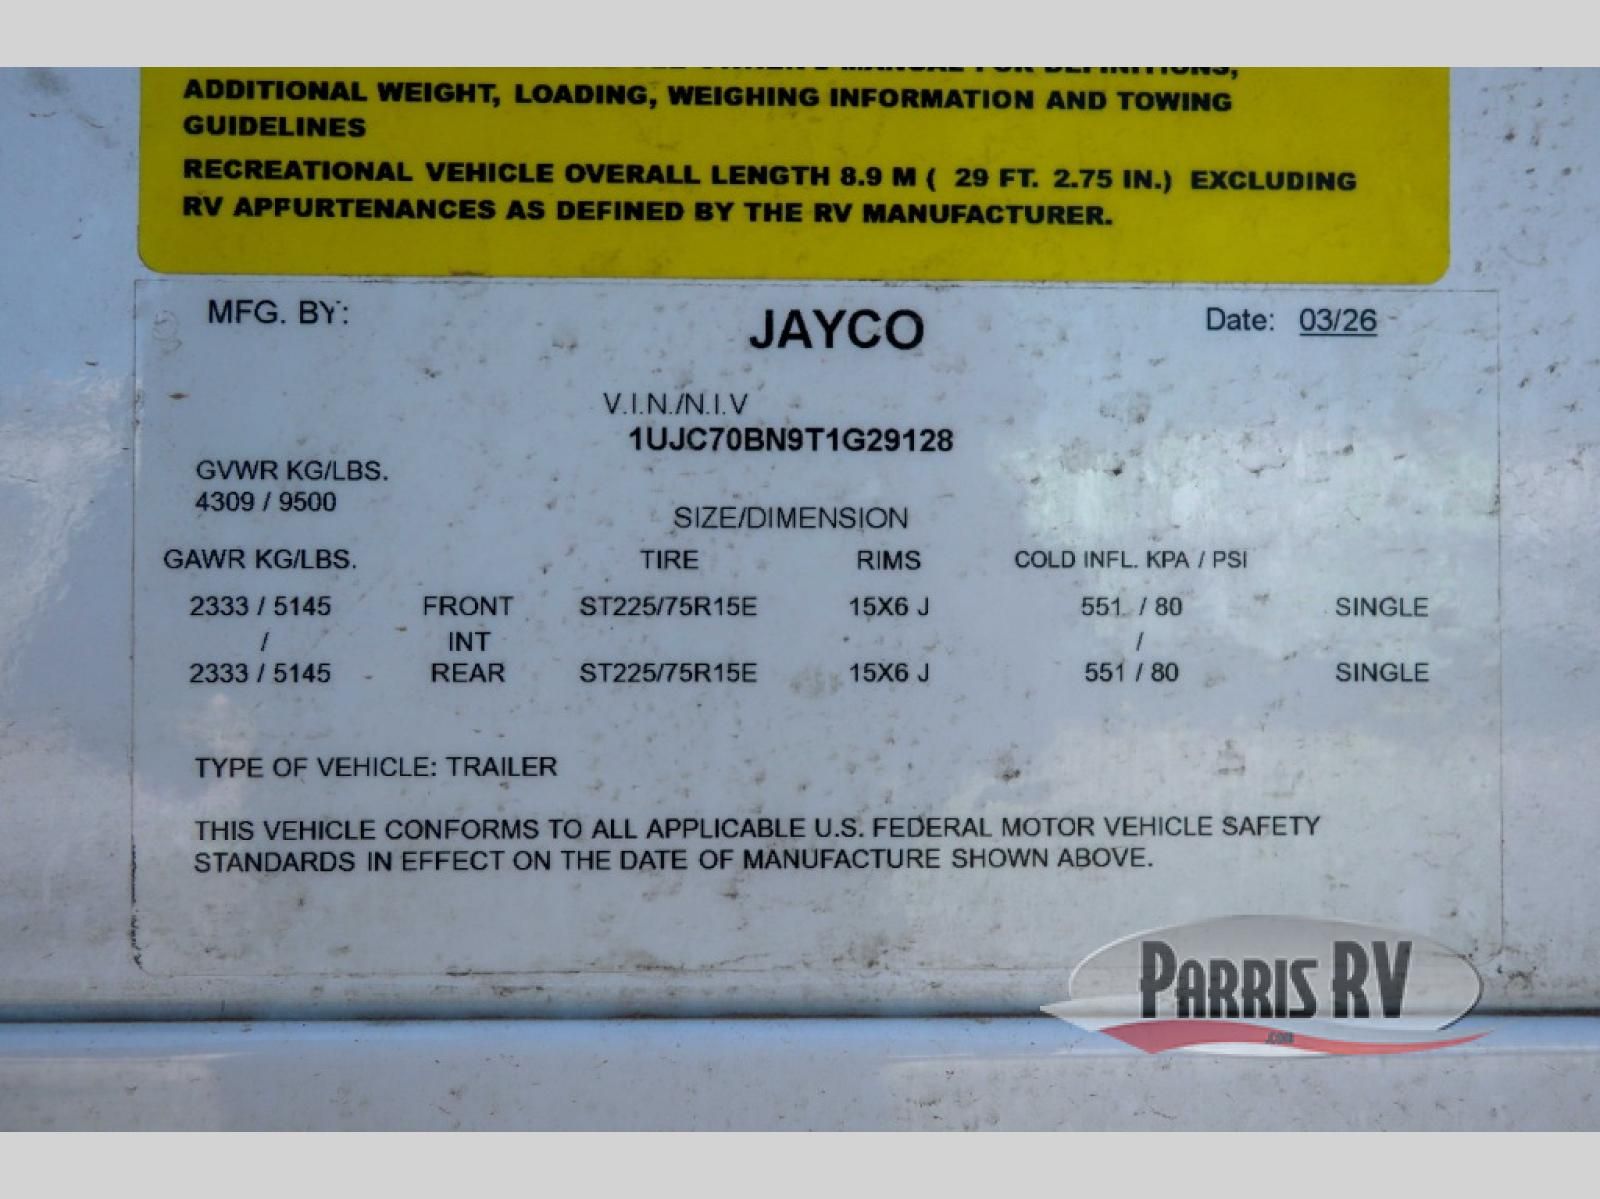 OWNER'S MANUAL FOR DEFINITIONS,
ADDITIONAL WEIGHT, LOADING, WEIGHING INFORMATION AND TOWING
GUIDELINES
RECREATIONAL VEHICLE OVERALL LENGTH 8.9 M ( 29 FT. 2.75 IN.) EXCLUDING
RV APPURTENANCES AS DEFINED BY THE RV MANUFACTURER.
MFG. BY: JAYCO Date: 03/26
V.I.N./N.I.V
1UJC70BN9T1G29128
GVWR KG/LBS.
4309 / 9500
SIZE/DIMENSION
GAWR KG/LBS. TIRE RIMS COLD INFL. KPA / PSI
2333 / 5145 FRONT ST225/75R15E 15X6 J 551 / 80 SINGLE
/ INT /
2333 / 5145 REAR ST225/75R15E 15X6 J 551 / 80 SINGLE
TYPE OF VEHICLE: TRAILER
THIS VEHICLE CONFORMS TO ALL APPLICABLE U.S. FEDERAL MOTOR VEHICLE SAFETY
STANDARDS IN EFFECT ON THE DATE OF MANUFACTURE SHOWN ABOVE.
PARRIS RV
.COM